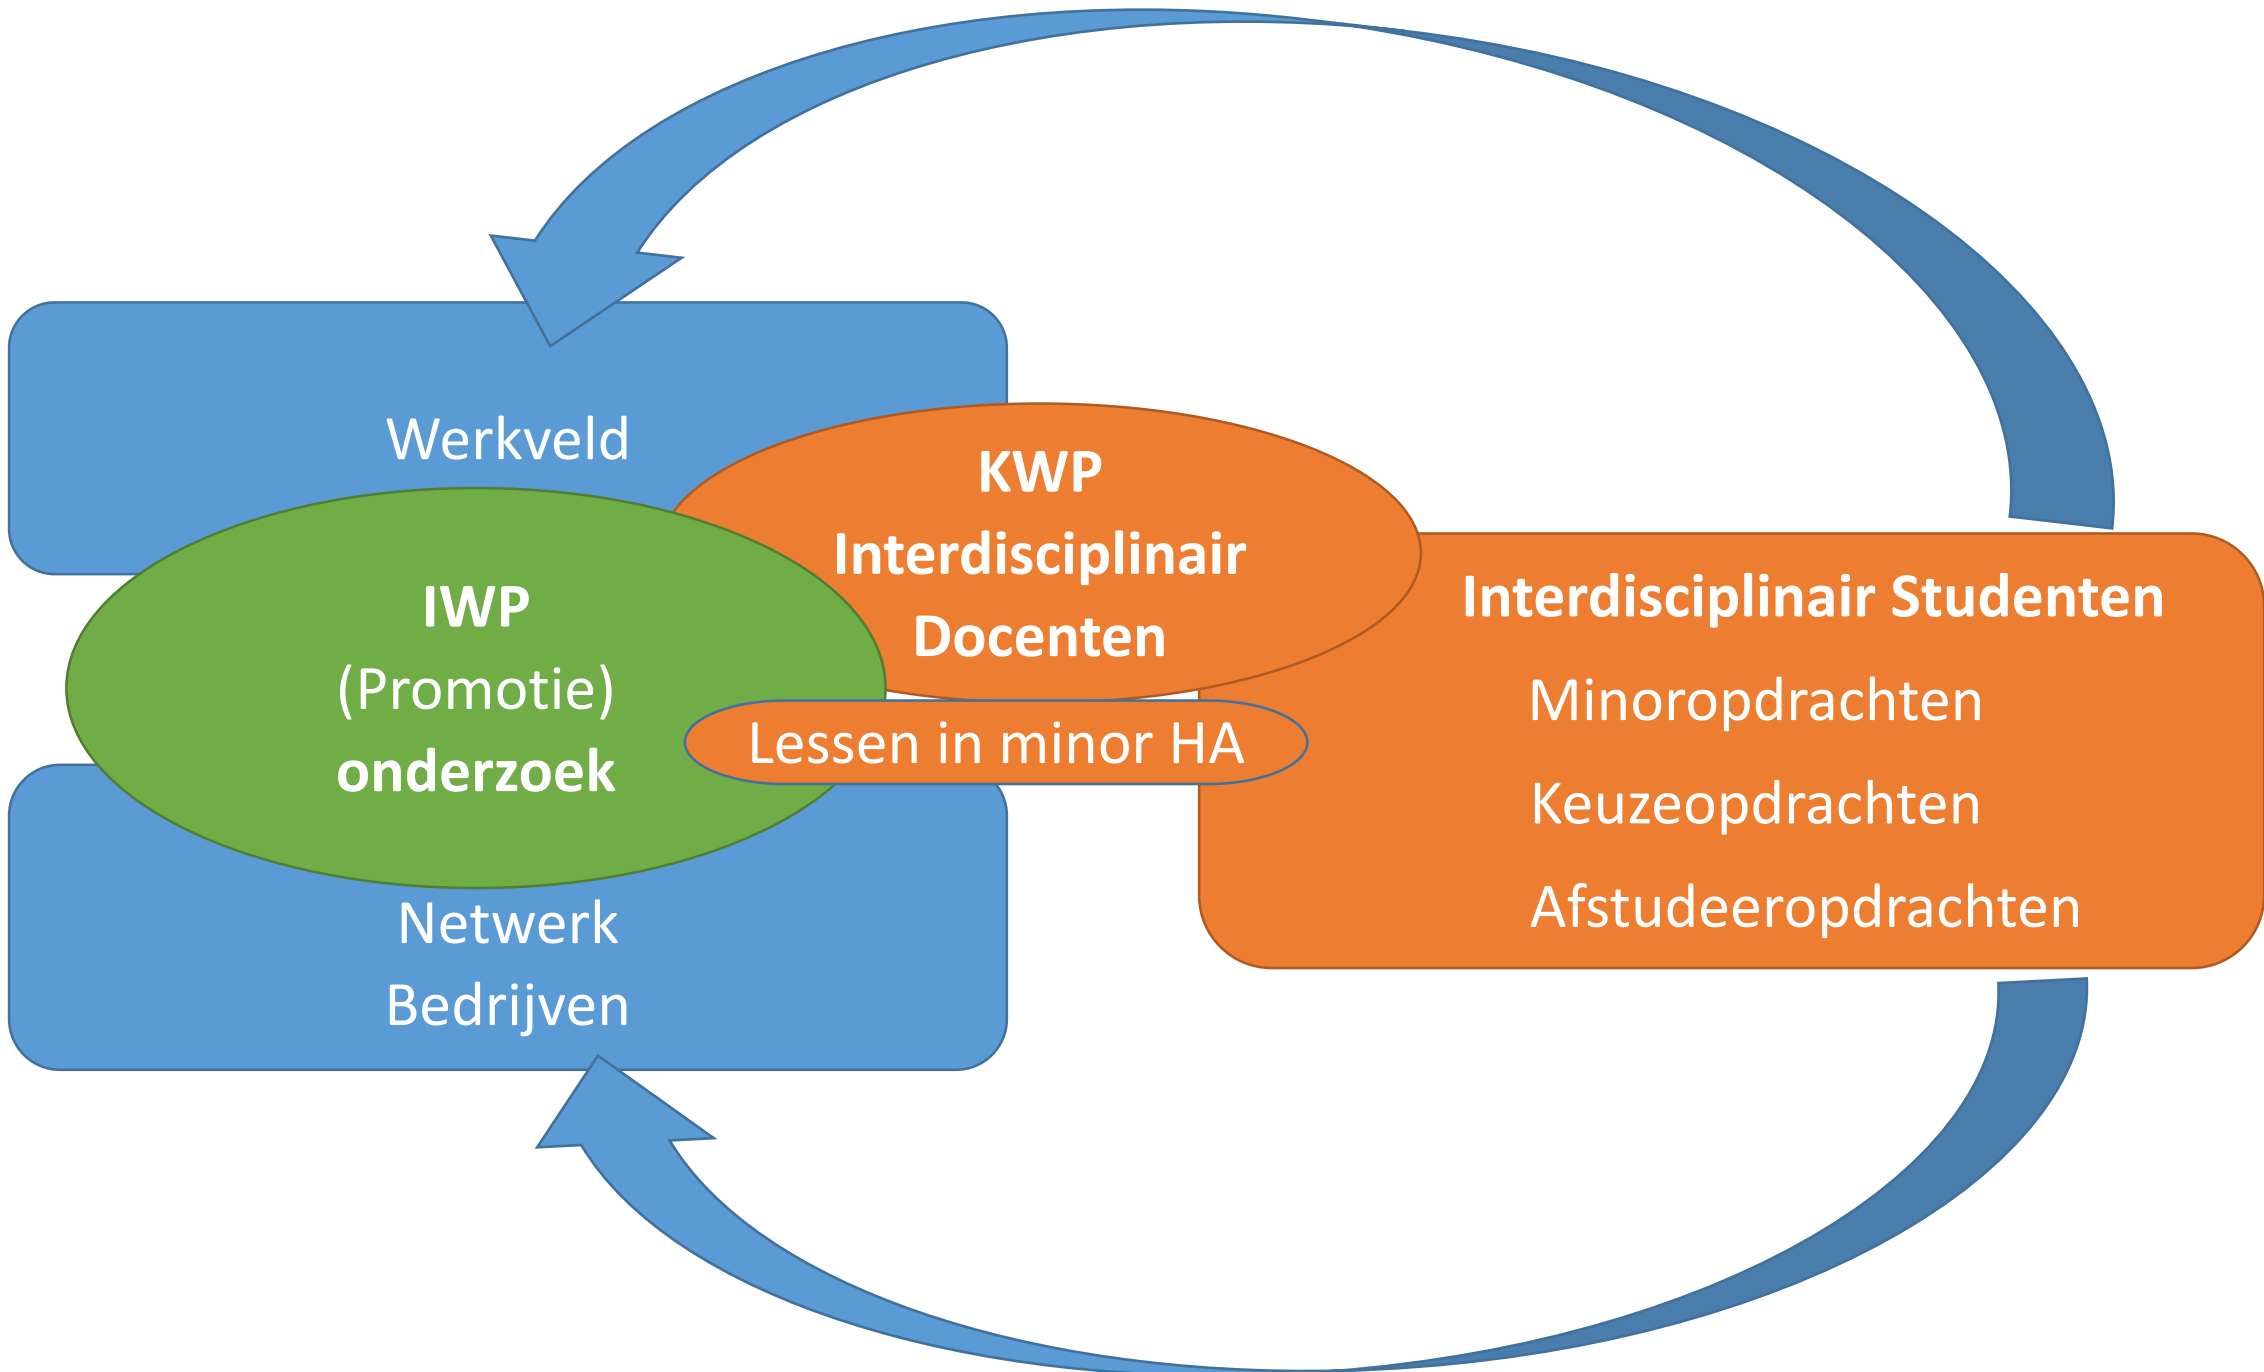 Werkveld
KWP
Interdisciplinair
Docenten
IWP
(Promotie)
onderzoek
Lessen in minor HA
Netwerk
Bedrijven
Interdisciplinair Studenten
Minoropdrachten
Keuzeopdrachten
Afstudeeropdrachten